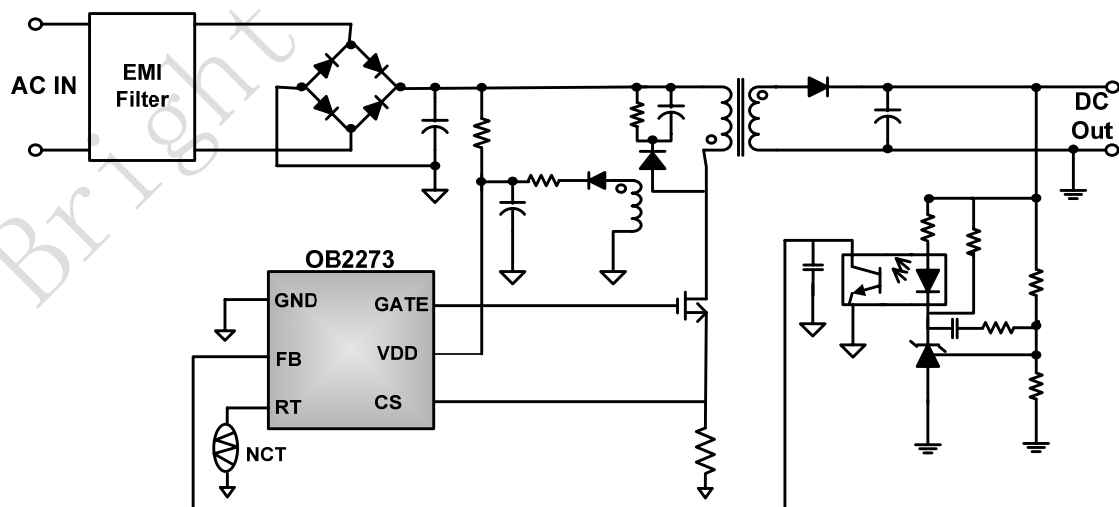 AC IN
EMI
Filter
DC
Out
Bright
OB2273
GND
GATE
FB
VDD
RT
CS
NCT